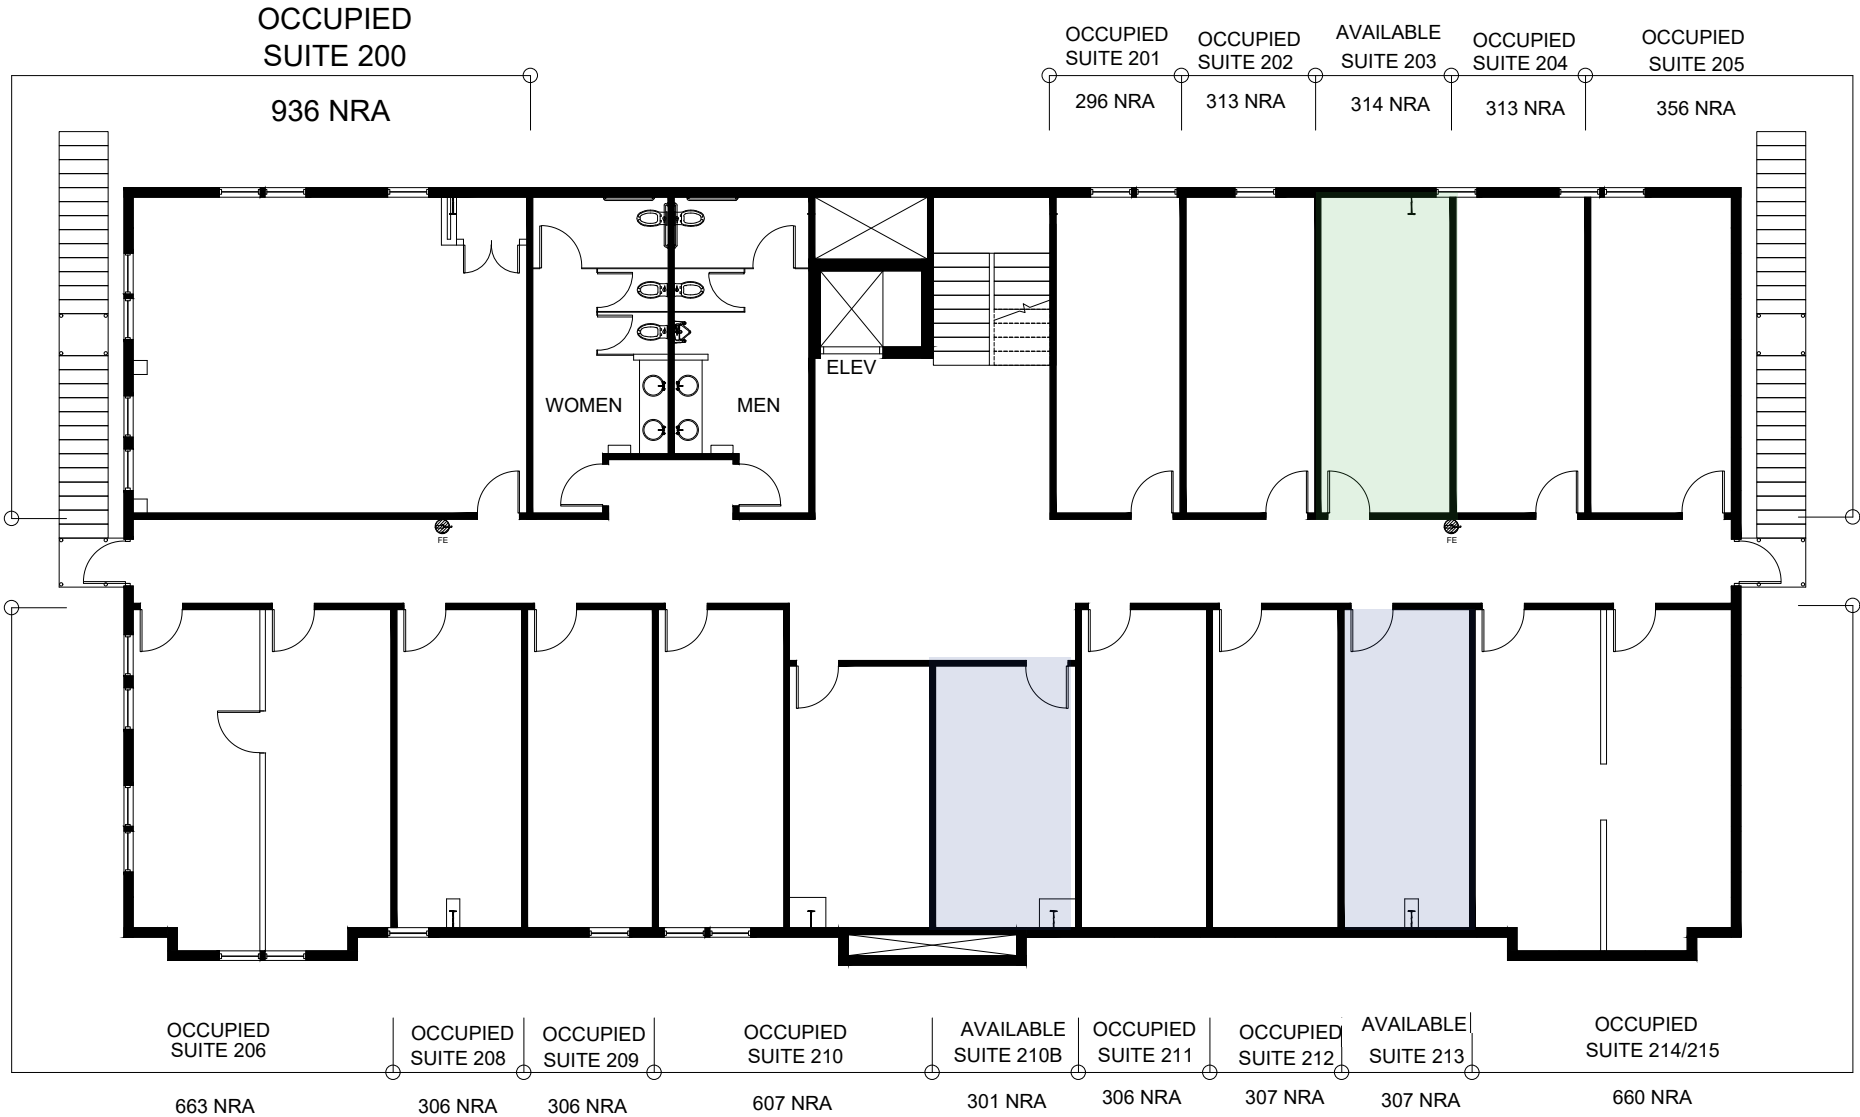 OCCUPIED
SUITE 200
936 NRA
OCCUPIED
SUITE 201
296 NRA
OCCUPIED
SUITE 202
313 NRA
AVAILABLE
SUITE 203
314 NRA
OCCUPIED
SUITE 204
313 NRA
OCCUPIED
SUITE 205
356 NRA
ELEV
WOMEN
MEN
FE
FE
OCCUPIED
SUITE 206
663 NRA
OCCUPIED
SUITE 208
306 NRA
OCCUPIED
SUITE 209
306 NRA
OCCUPIED
SUITE 210
607 NRA
AVAILABLE
SUITE 210B
301 NRA
OCCUPIED
SUITE 211
306 NRA
OCCUPIED
SUITE 212
307 NRA
AVAILABLE
SUITE 213
307 NRA
OCCUPIED
SUITE 214/215
660 NRA